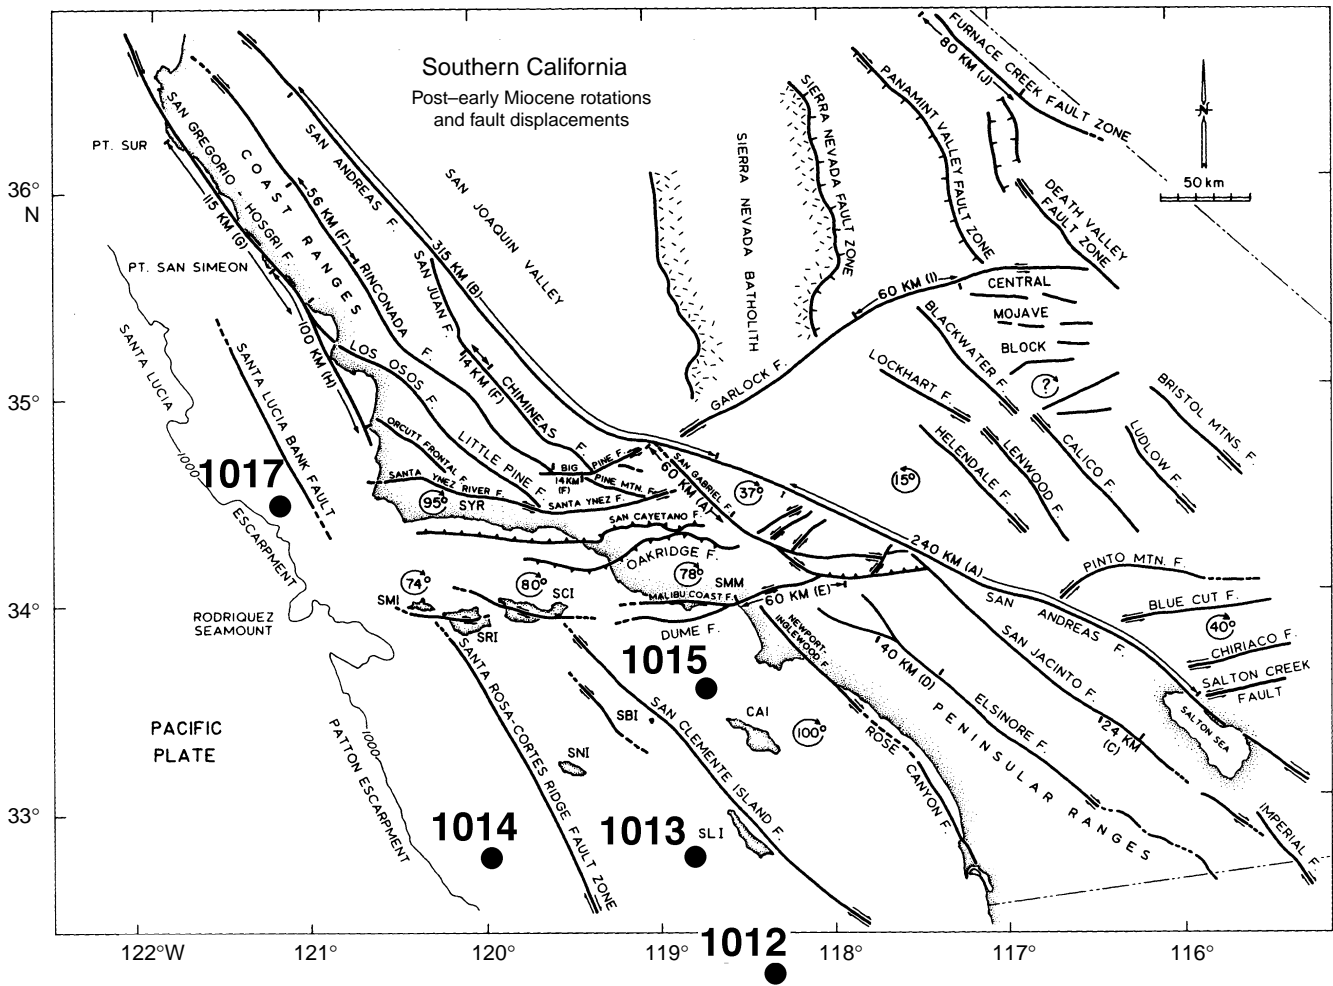 Southern California
Post–early Miocene rotations
and fault displacements
FURNACE CREEK FAULT ZONE
80 KM (J)
PANAMINT VALLEY FAULT ZONE
SIERRA NEVADA FAULT ZONE
SIERRA NEVADA BATHOLITH
N
50 km
DEATH VALLEY
FAULT ZONE
PT. SUR
SAN GREGORIO - HOSGRI F.
COAST RANGES
SAN ANDREAS F.
SAN JOAQUIN VALLEY
36°
N
115 KM (G)
56 KM (F)
RINCONADA F.
315 KM (B)
SAN JUAN F.
PT. SAN SIMEON
60 KM (I)
CENTRAL
MOJAVE
BLOCK
?
100 KM (H)
SANTA LUCIA
ESCARPMENT
1000
SANTA LUCIA BANK FAULT
LOS OSOS F.
14 KM (F)
CHIMINEAS F.
GARLOCK F.
BLACKWATER F.
LOCKHART F.
BRISTOL MTNS. F.
35°
ORCUTT FRONTAL F.
LITTLE PINE F.
BIG PINE F.
14 KM
(F)
PINE MTN. F.
SAN GABRIEL F.
60 KM (A)
HELENDALE F.
LENWOOD F.
CALICO F.
LUDLOW F.
1017
SANTA YNEZ RIVER F.
SYR
95°
SANTA YNEZ F.
37°
15°
SAN CAYETANO F.
OAKRIDGE F.
240 KM (A)
PINTO MTN. F.
74°
80°
78°
SMM
SCI
SMI
SRI
MALIBU COAST F.
60 KM (E)
BLUE CUT F.
34°
RODRIQUEZ
SEAMOUNT
DUME F.
NEWPORT-
INGLEWOOD F.
SAN ANDREAS F.
40°
CHIRIACO F.
SALTON CREEK
FAULT
1015
SANTA ROSA-CORTES RIDGE FAULT ZONE
SAN CLEMENTE ISLAND F.
40 KM (D)
SAN JACINTO F.
24 KM
(C)
ELSINORE F.
PENINSULAR RANGES
SALTON SEA
PACIFIC
PLATE
1000
PATTON ESCARPMENT
SBI
CAI
100°
SNI
ROSE CANYON F.
33°
1014
1013
SLI
IMPERIAL F.
1012
122°W
121°
120°
119°
118°
117°
116°